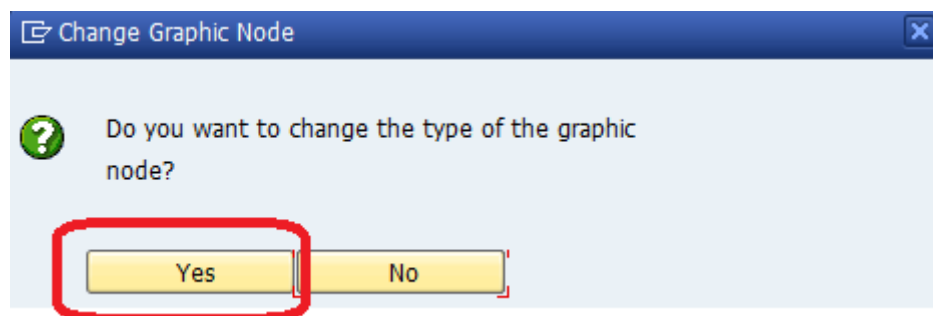 Change Graphic Node
Do you want to change the type of the graphic
node?
Yes No